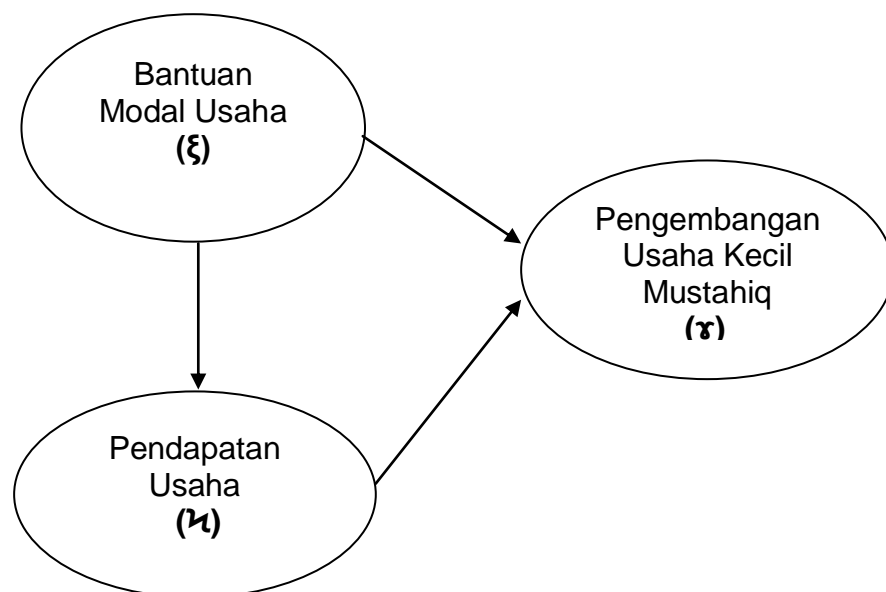 Bantuan
Modal Usaha
(ξ)
Pengembangan
Usaha Kecil
Mustahiq
(ɤ)
Pendapatan
Usaha
(Ϟ)